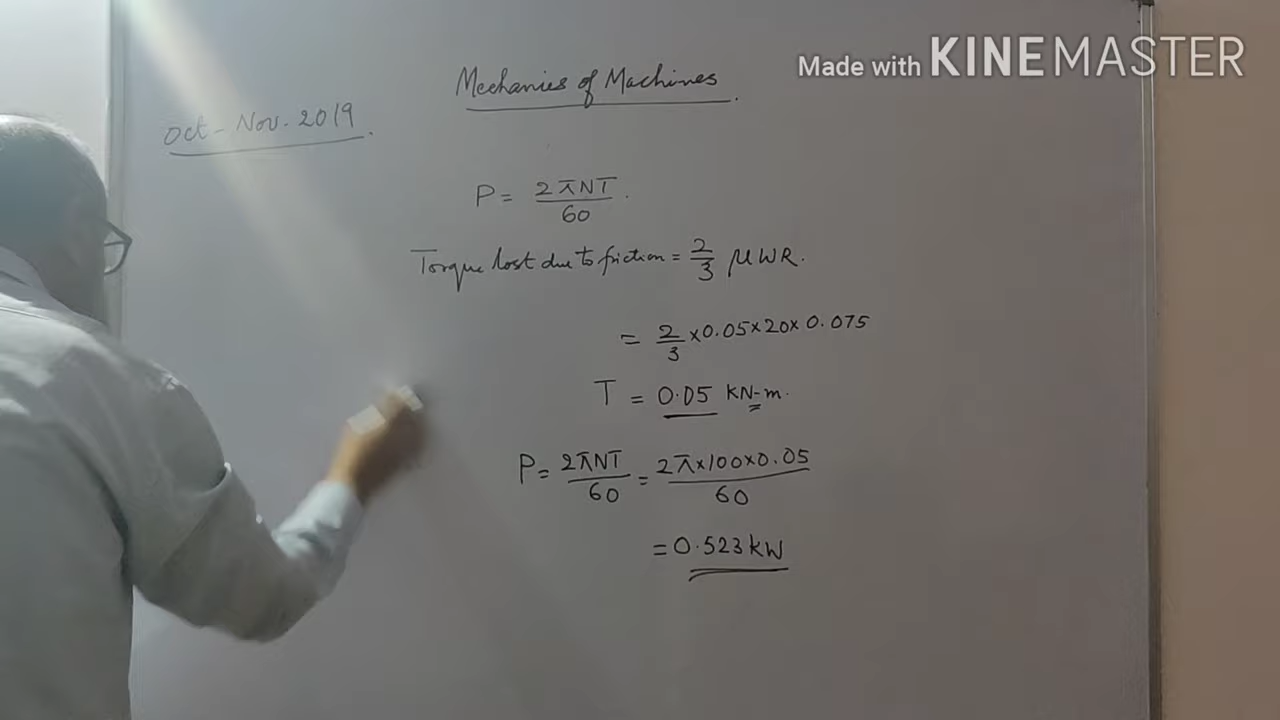 Made with KINEMASTER
Mechanics of Machines
Oct - Nov. 2019.
P = 2πNT/60.
Torque lost due to friction = 2/3 μWR.
= 2/3 × 0.05 × 20 × 0.075
T = 0.05 KN-m.
P = 2πNT/60 = 2π×100×0.05/60
= 0.523 kW